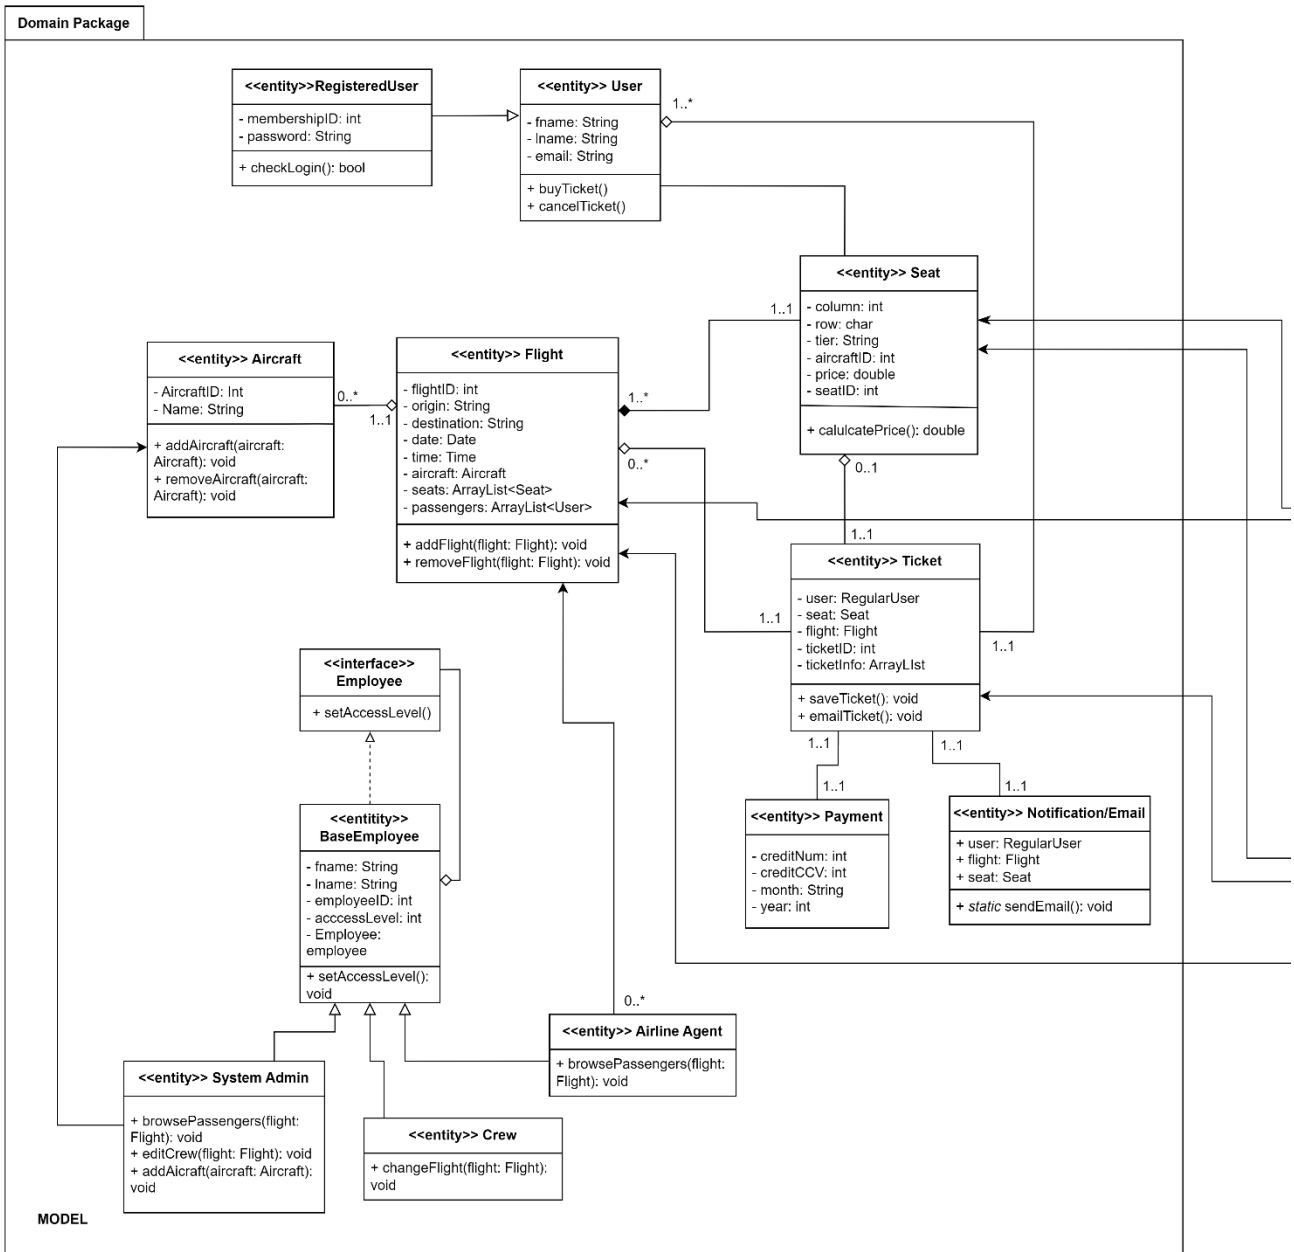 Domain Package
<<entity>>RegisteredUser
- membershipID: int
- password: String
+ checkLogin(): bool
<<entity>> User
- fname: String
- lname: String
- email: String
+ buyTicket()
+ cancelTicket()
1..*
<<entity>> Seat
- column: int
- row: char
- tier: String
- aircraftID: int
- price: double
- seatID: int
+ calulcatePrice(): double
1..1
0..1
<<entity>> Aircraft
- AircraftID: Int
- Name: String
+ addAircraft(aircraft:
Aircraft): void
+ removeAircraft(aircraft:
Aircraft): void
0..*
1..1
<<entity>> Flight
- flightID: int
- origin: String
- destination: String
- date: Date
- time: Time
- aircraft: Aircraft
- seats: ArrayList<Seat>
- passengers: ArrayList<User>
+ addFlight(flight: Flight): void
+ removeFlight(flight: Flight): void
1..*
0..*
1..1
<<entity>> Ticket
- user: RegularUser
- seat: Seat
- flight: Flight
- ticketID: int
- ticketInfo: ArrayLIst
+ saveTicket(): void
+ emailTicket(): void
1..1
1..1
1..1
1..1
<<interface>>
Employee
+ setAccessLevel()
<<entitity>>
BaseEmployee
- fname: String
- lname: String
- employeeID: int
- acccessLevel: int
- Employee:
employee
+ setAccessLevel():
void
1..1
<<entity>> Payment
- creditNum: int
- creditCCV: int
- month: String
- year: int
1..1
<<entity>> Notification/Email
+ user: RegularUser
+ flight: Flight
+ seat: Seat
+ static sendEmail(): void
0..*
<<entity>> Airline Agent
+ browsePassengers(flight:
Flight): void
<<entity>> System Admin
+ browsePassengers(flight:
Flight): void
+ editCrew(flight: Flight): void
+ addAicraft(aircraft: Aircraft):
void
<<entity>> Crew
+ changeFlight(flight: Flight):
void
MODEL